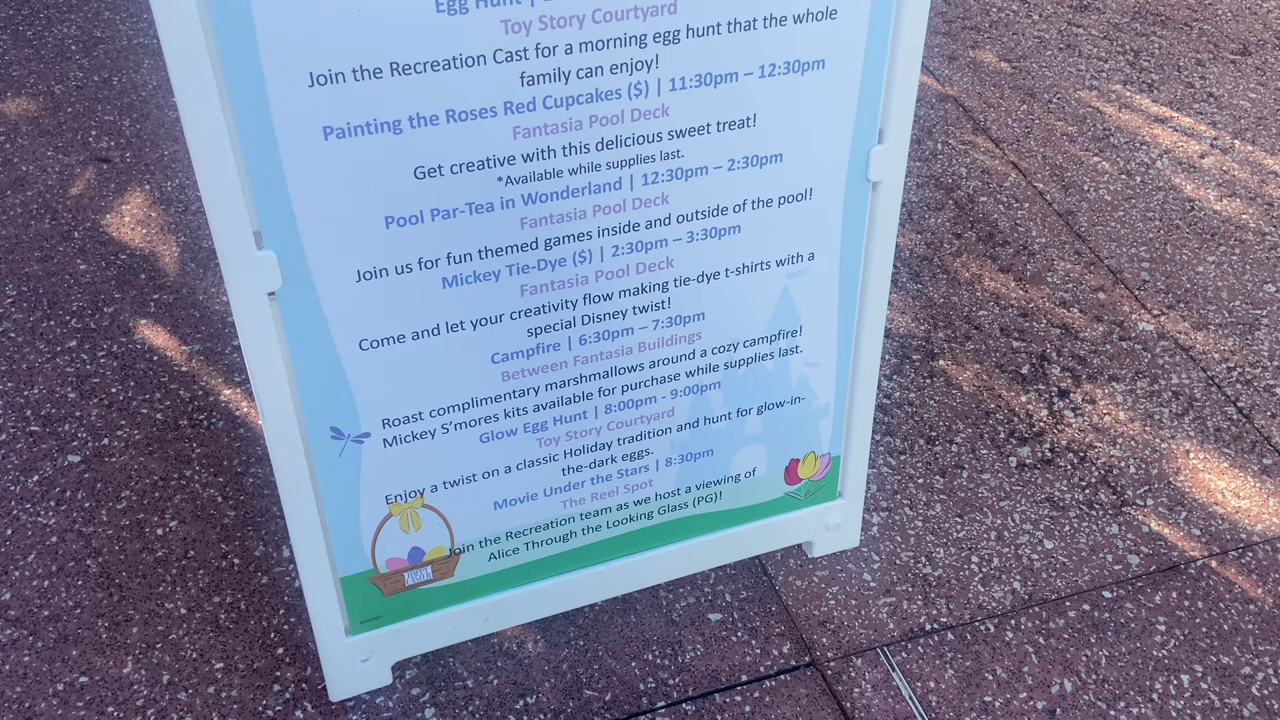 Egg Hunt |
Toy Story Courtyard
Join the Recreation Cast for a morning egg hunt that the whole
family can enjoy!
Painting the Roses Red Cupcakes ($) | 11:30pm – 12:30pm
Fantasia Pool Deck
Get creative with this delicious sweet treat!
*Available while supplies last.
Pool Par-Tea in Wonderland | 12:30pm – 2:30pm
Fantasia Pool Deck
Join us for fun themed games inside and outside of the pool!
Mickey Tie-Dye ($) | 2:30pm – 3:30pm
Fantasia Pool Deck
Come and let your creativity flow making tie-dye t-shirts with a
special Disney twist!
Campfire | 6:30pm – 7:30pm
Between Fantasia Buildings
Roast complimentary marshmallows around a cozy campfire!
Mickey S’mores kits available for purchase while supplies last.
Glow Egg Hunt | 8:00pm - 9:00pm
Toy Story Courtyard
Enjoy a twist on a classic Holiday tradition and hunt for glow-in-
the-dark eggs.
Movie Under the Stars | 8:30pm
The Reel Spot
Join the Recreation team as we host a viewing of
Alice Through the Looking Glass (PG)!